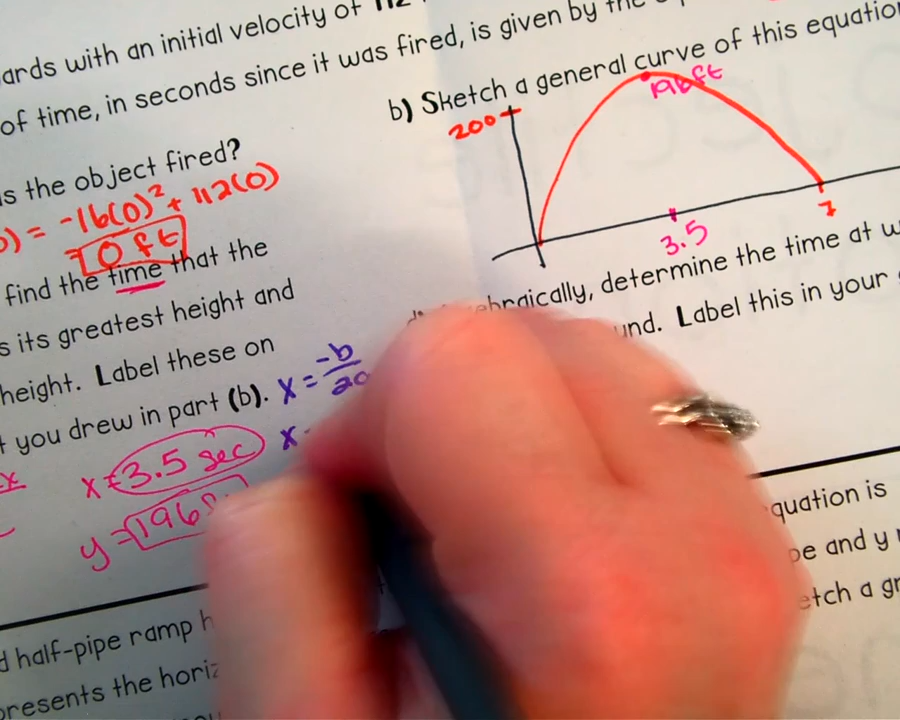 ards with an initial velocity of 112
of time, in seconds since it was fired, is given by the
b) Sketch a general curve of this equation
196ft
200
7
3.5
s the object fired?
) = -16(0)² + 112(0)
= 0 ft
find the time that the
s its greatest height and
height. Label these on
you drew in part (b).
x = -b/2a
x
x = 3.5 sec
y = 196
determine the time at
und. Label this in your
quation is
pe and y
etch a gr
half-pipe ramp
presents the horiz